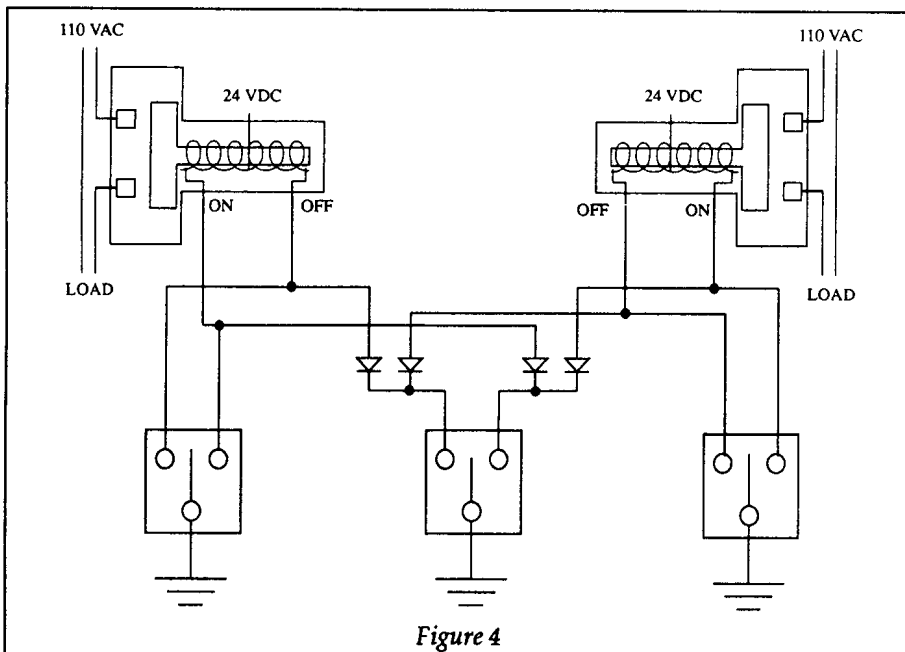 110 VAC
110 VAC
24 VDC
24 VDC
ON
OFF
OFF
ON
LOAD
LOAD
Figure 4